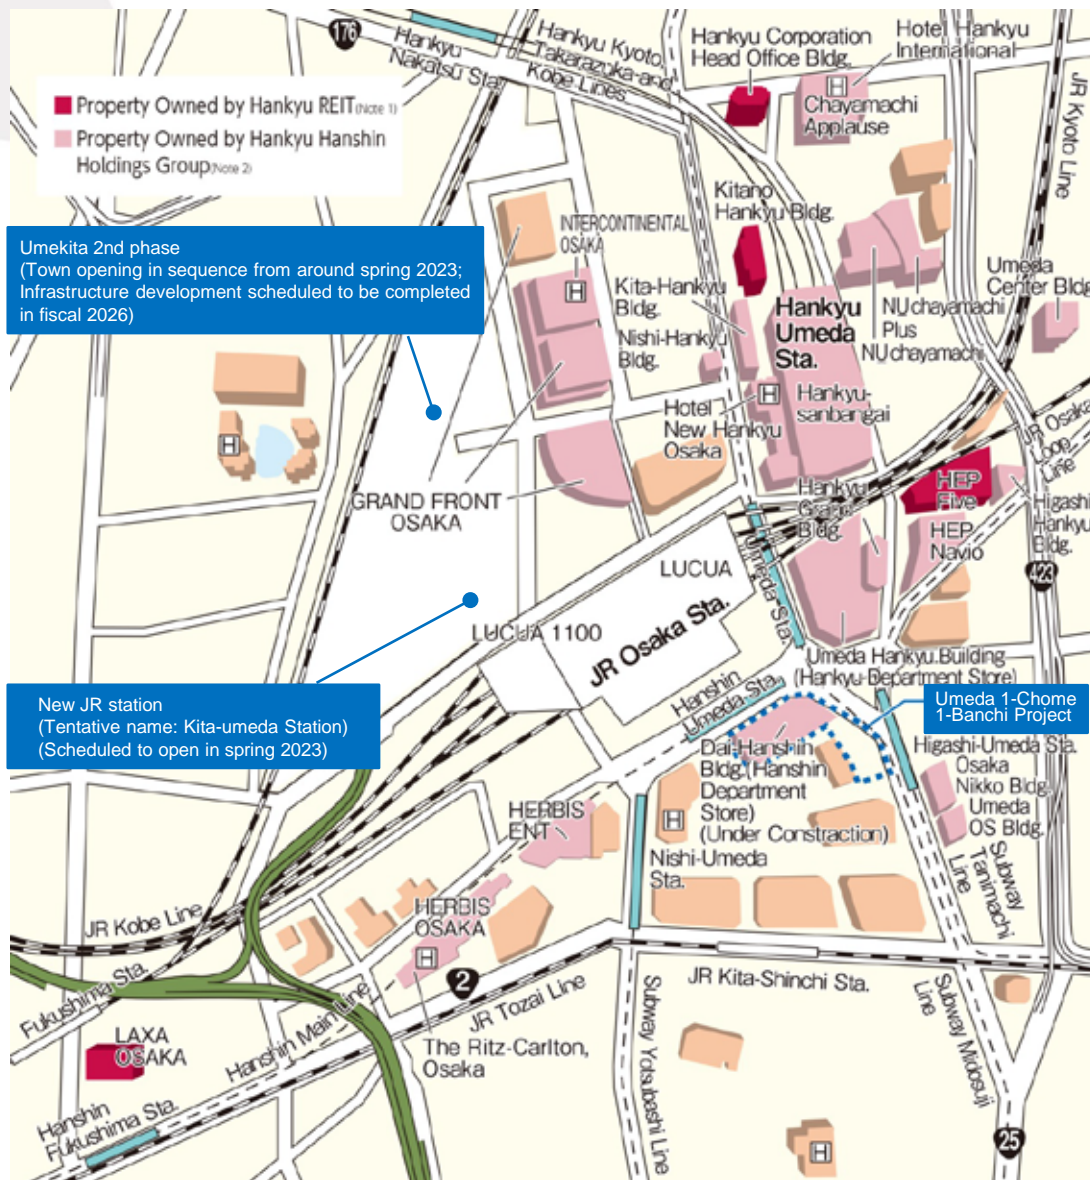 176
Hankyu
Nakatsu Sta.
Hankyu Kyoto,
Takarazuka and
Kobe Lines
Hankyu Corporation
Head Office Bldg.
Hotel Hankyu
International
H
Chayamachi
Applause
JR Kyoto Line
Property Owned by Hankyu REIT(Note 1)
Property Owned by Hankyu Hanshin
Holdings Group(Note 2)
Kitano
Hankyu Bldg.
INTERCONTINENTAL
OSAKA
H
Umekita 2nd phase
(Town opening in sequence from around spring 2023;
Infrastructure development scheduled to be completed
in fiscal 2026)
Kita-Hankyu
Bldg.
Nishi-Hankyu
Bldg.
Hankyu
Umeda
Sta.
NU chayamachi
Plus
NU chayamachi
Umeda
Center Bldg.
Hotel
New Hankyu
Osaka
H
Hankyu-
sanbangai
JR Osaka
Loop
Line
H
GRAND FRONT
OSAKA
Hankyu
Grand
Bldg.
HEP
Five
HEP
Navio
Higashi
Hankyu
Bldg.
423
LUCUA
Umeda Sta.
LUCUA 1100
JR Osaka Sta.
Umeda Hankyu Building
(Hankyu Department Store)
New JR station
(Tentative name: Kita-umeda Station)
(Scheduled to open in spring 2023)
Hanshin
Umeda Sta.
Umeda 1-Chome
1-Banchi Project
Dai-Hanshin
Bldg.(Hanshin
Department
Store)
(Under Constraction)
Higashi-Umeda Sta.
Osaka
Nikko Bldg.
Umeda
OS Bldg.
HERBIS
ENT
H
Nishi-Umeda
Sta.
Subway
Tanimachi
Line
JR Kobe Line
HERBIS
OSAKA
H
2
JR Kita-Shinchi Sta.
JR Tozai Line
Fukushima Sta.
Hanshin Main Line
LAXA
OSAKA
The Ritz-Carlton,
Osaka
Subway Yotsubashi Line
Subway Midosuji
Line
Hanshin
Fukushima Sta.
H
25